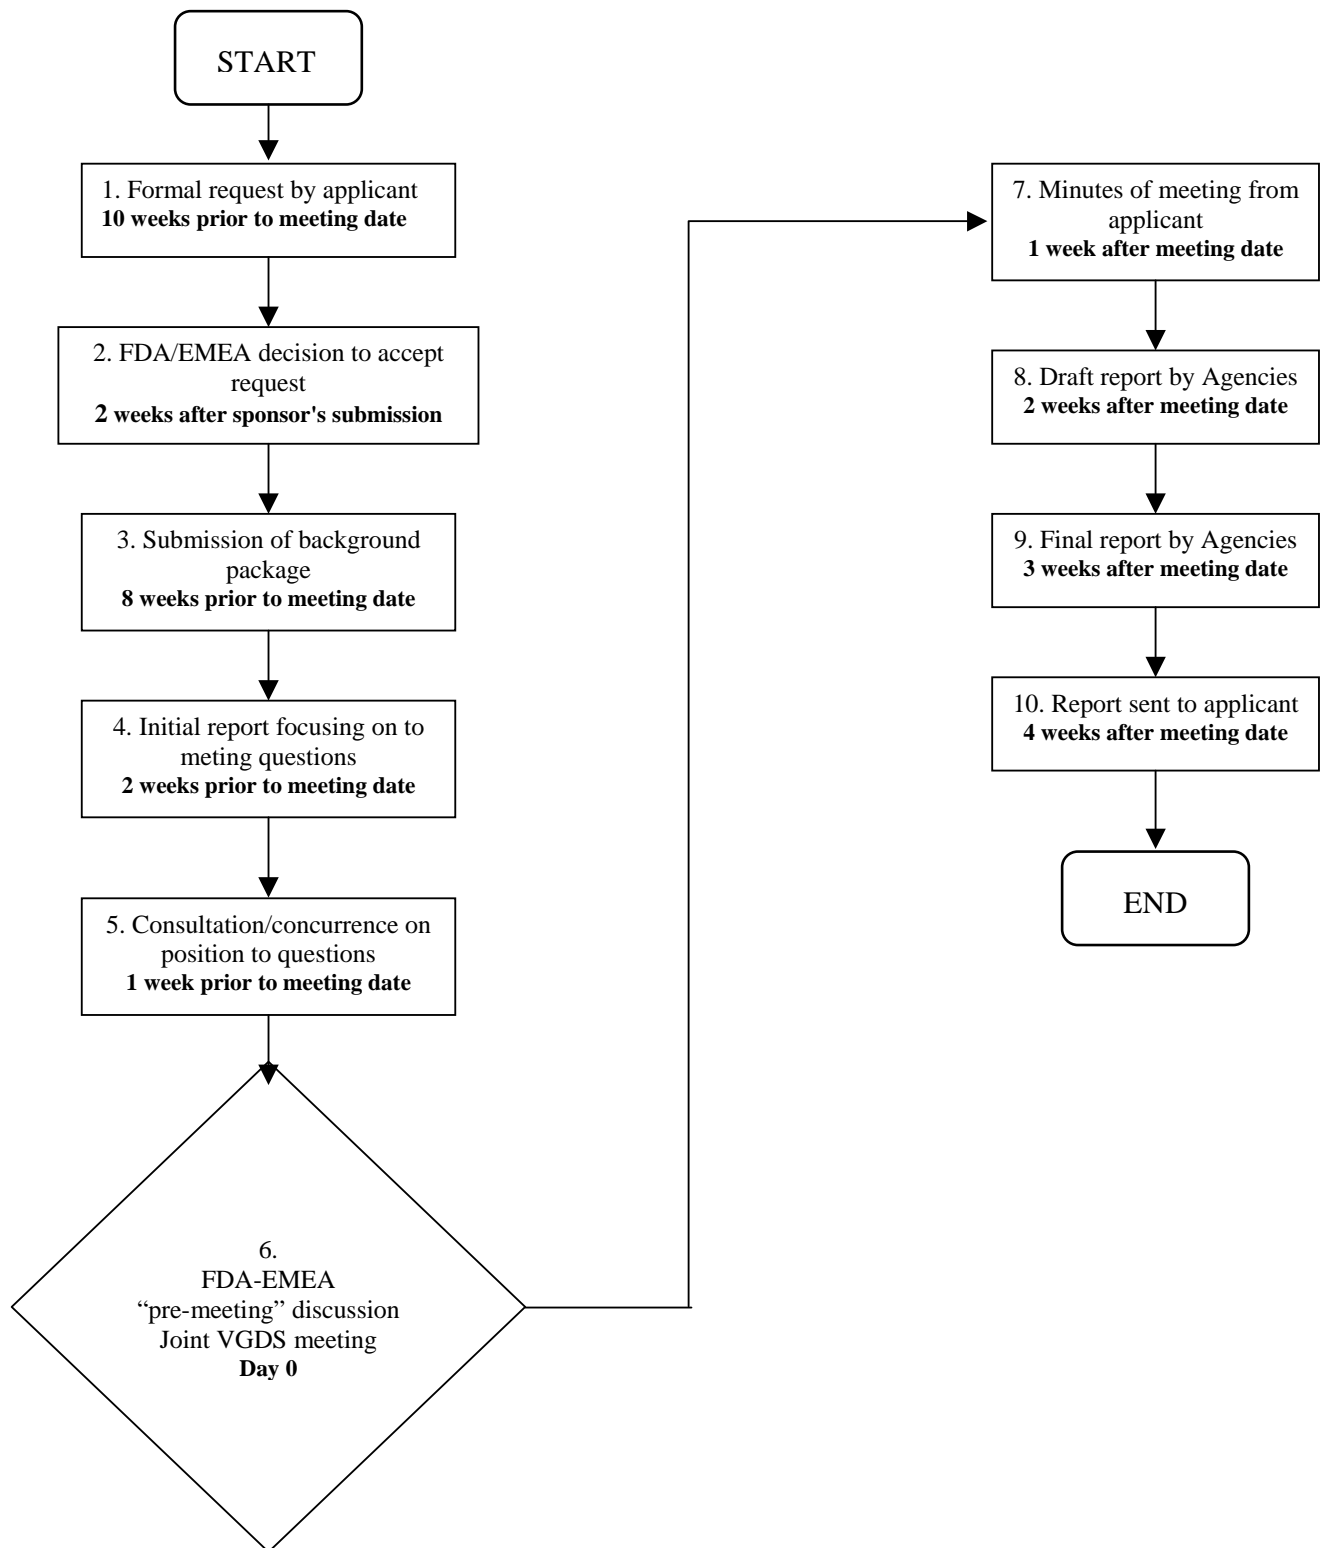 START
1. Formal request by applicant
10 weeks prior to meeting date
2. FDA/EMEA decision to accept
request
2 weeks after sponsor's submission
3. Submission of background
package
8 weeks prior to meeting date
4. Initial report focusing on to
meting questions
2 weeks prior to meeting date
5. Consultation/concurrence on
position to questions
1 week prior to meeting date
6.
FDA-EMEA
“pre-meeting” discussion
Joint VGDS meeting
Day 0
7. Minutes of meeting from
applicant
1 week after meeting date
8. Draft report by Agencies
2 weeks after meeting date
9. Final report by Agencies
3 weeks after meeting date
10. Report sent to applicant
4 weeks after meeting date
END